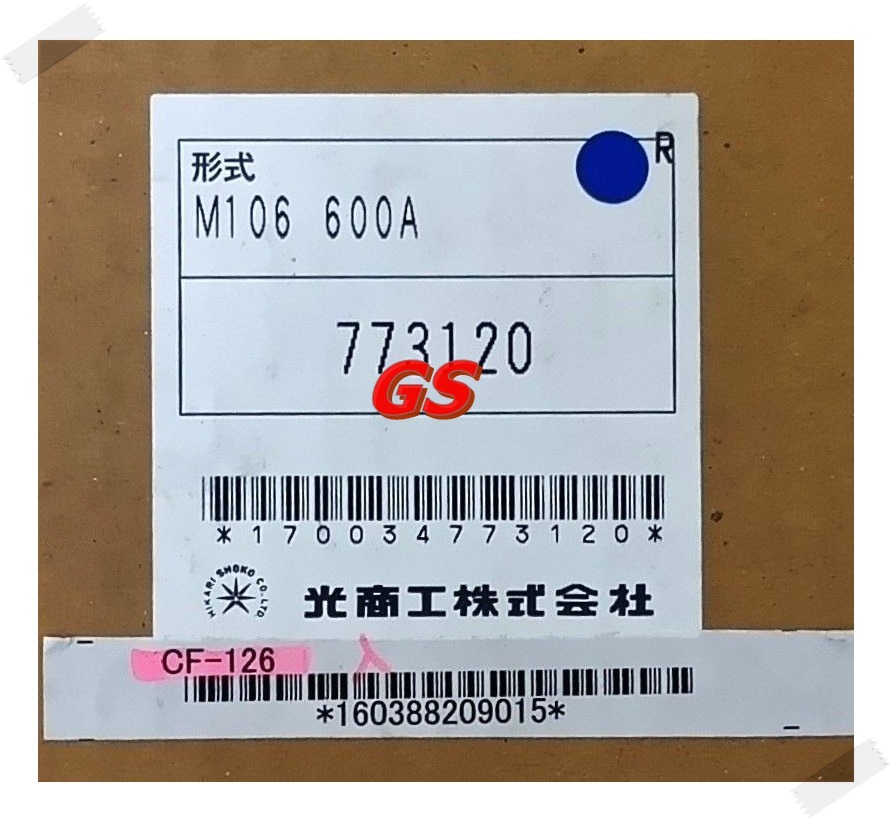 R
形式
M106 600A
773120
GS
*170034773120*
HIKARI SHOKO CO.,LTD
光商工株式会社
CF-126 入
*160388209015*